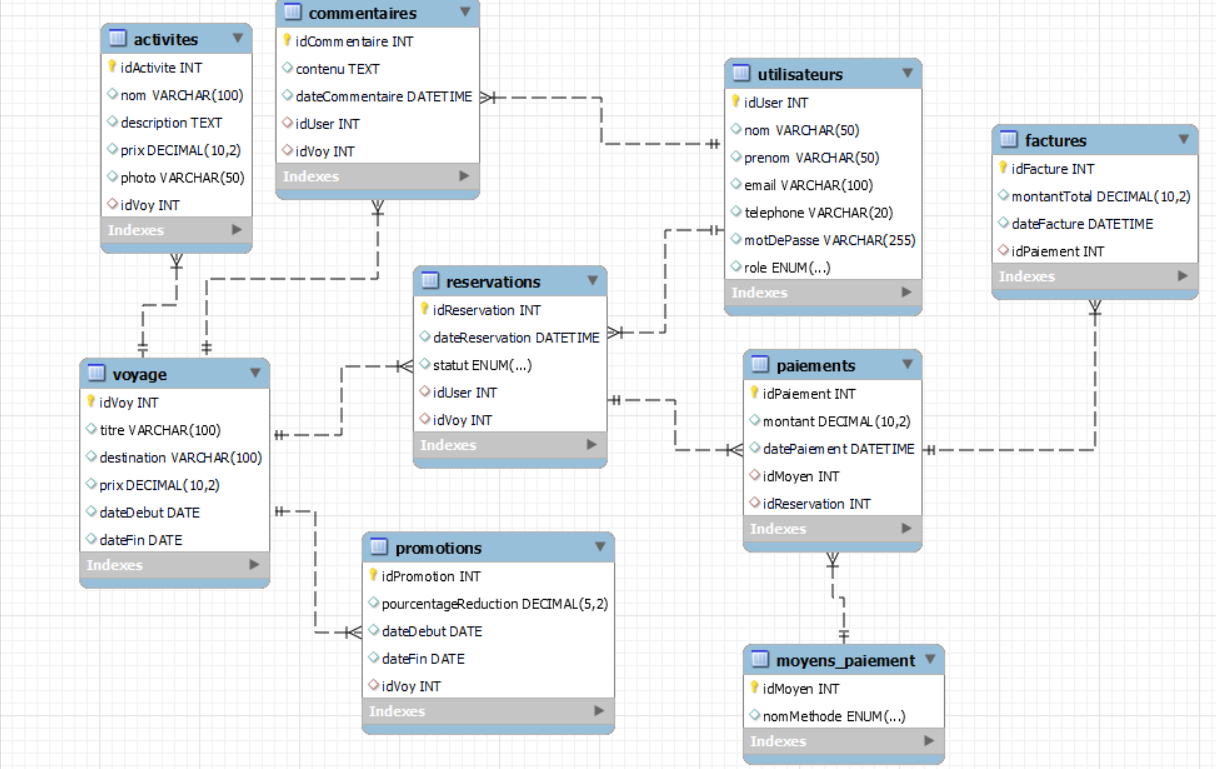 activites
idActivite INT
nom VARCHAR(100)
description TEXT
prix DECIMAL(10,2)
photo VARCHAR(50)
idVoy INT
Indexes
commentaires
idCommentaire INT
contenu TEXT
dateCommentaire DATETIME
idUser INT
idVoy INT
Indexes
utilisateurs
idUser INT
nom VARCHAR(50)
prenom VARCHAR(50)
email VARCHAR(100)
telephone VARCHAR(20)
motDePasse VARCHAR(255)
role ENUM(...)
Indexes
factures
idFacture INT
montantTotal DECIMAL(10,2)
dateFacture DATETIME
idPaiement INT
Indexes
reservations
idReservation INT
dateReservation DATETIME
statut ENUM(...)
idUser INT
idVoy INT
Indexes
voyage
idVoy INT
titre VARCHAR(100)
destination VARCHAR(100)
prix DECIMAL(10,2)
dateDebut DATE
dateFin DATE
Indexes
paiements
idPaiement INT
montant DECIMAL(10,2)
datePaiement DATETIME
idMoyen INT
idReservation INT
Indexes
promotions
idPromotion INT
pourcentageReduction DECIMAL(5,2)
dateDebut DATE
dateFin DATE
idVoy INT
Indexes
moyens_paiement
idMoyen INT
nomMethode ENUM(...)
Indexes